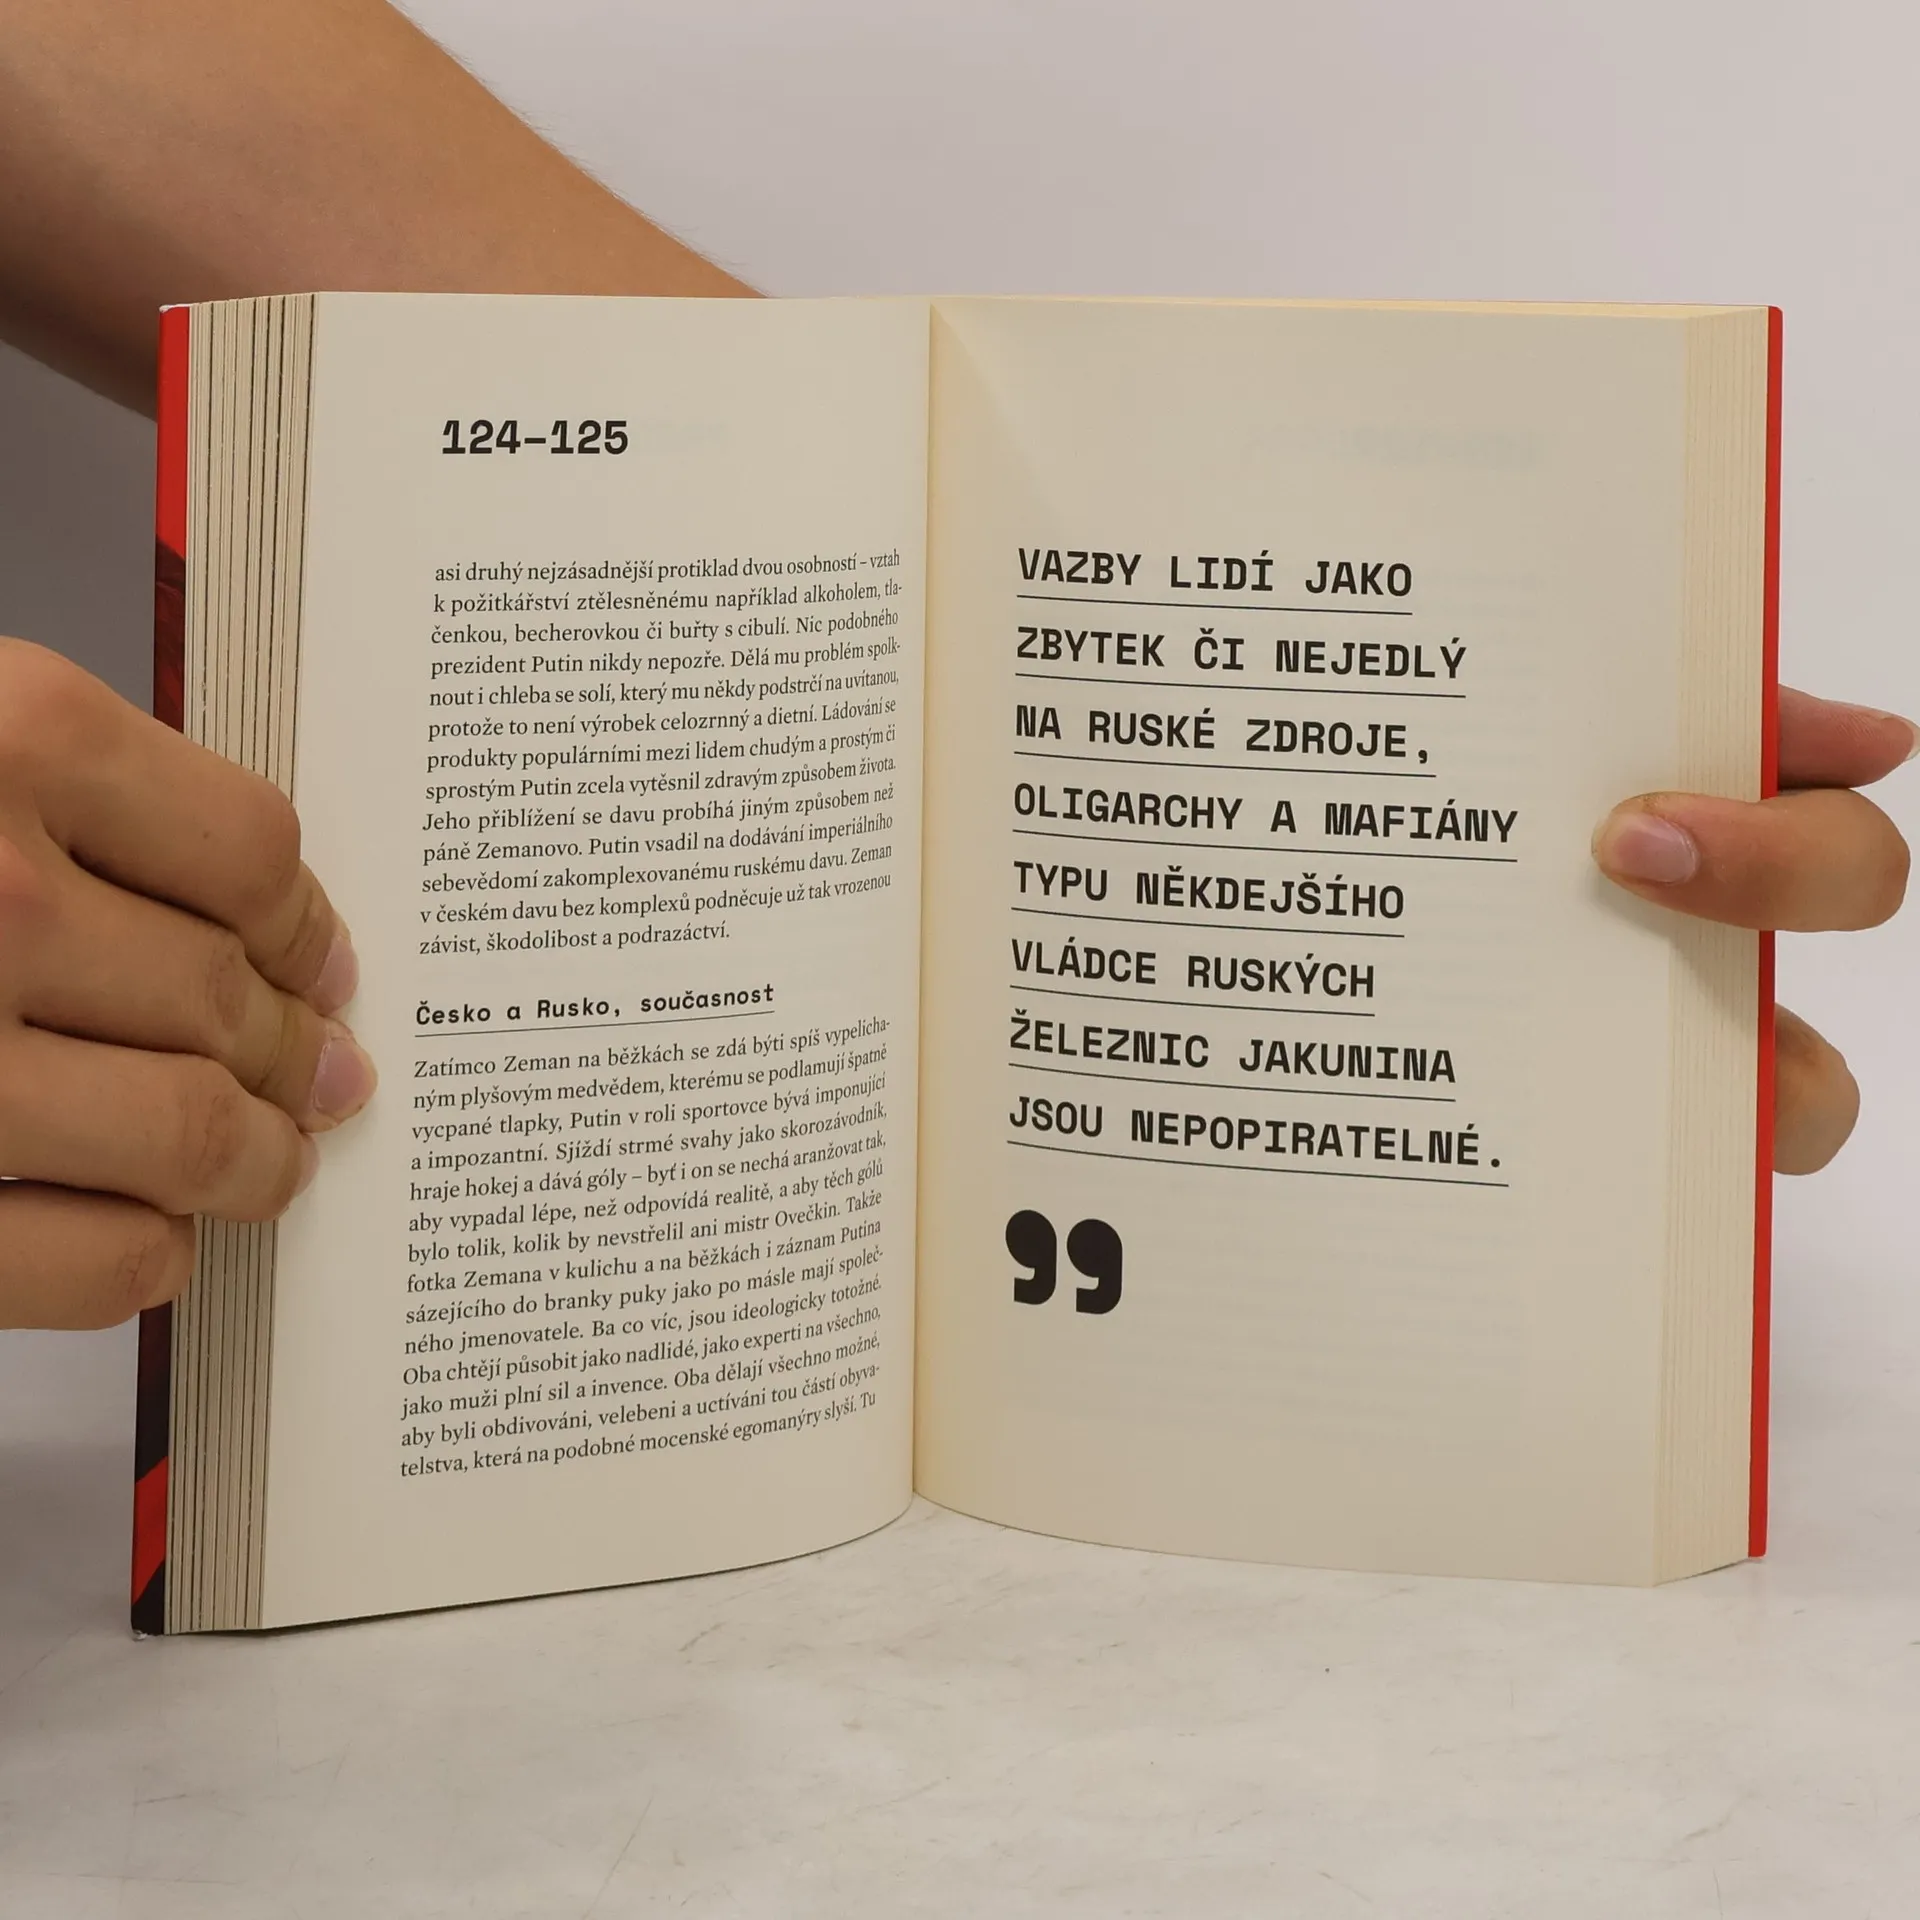 124–125
asi druhý nejzásadnější protiklad dvou osobností – vztah
k požitkářství ztělesněnému například alkoholem, tla-
čenkou, becherovkou či buřty s cibulí. Nic podobného
prezident Putin nikdy nepozře. Dělá mu problém spolk-
nout i chleba se solí, který mu někdy podstrčí na uvítanou,
protože to není výrobek celozrnný a dietní. Ládování se
produkty populárními mezi lidem chudým a prostým či
sprostým Putin zcela vytěsnil zdravým způsobem života.
Jeho přiblížení se davu probíhá jiným způsobem než
páně Zemanovo. Putin vsadil na dodávání imperiálního
sebevědomí zakomplexovanému ruskému davu. Zeman
v českém davu bez komplexů podněcuje už tak vrozenou
závist, škodolibost a podrazáctví.
Česko a Rusko, současnost
Zatímco Zeman na běžkách se zdá býti spíš vypelicha-
ným plyšovým medvědem, kterému se podlamují špatně
vycpané tlapky, Putin v roli sportovce bývá imponující
a impozantní. Sjíždí strmé svahy jako skorozávodník,
hraje hokej a dává góly – byť i on se nechá aranžovat tak,
aby vypadal lépe, než odpovídá realitě, a aby těch gólů
bylo tolik, kolik by nevstřelil ani mistr Ovečkin. Takže
fotka Zemana v kulichu a na běžkách i záznam Putina
sázejícího do branky puky jako po másle mají společ-
ného jmenovatele. Ba co víc, jsou ideologicky totožné.
Oba chtějí působit jako nadlidé, jako experti na všechno,
jako muži plní sil a invence. Oba dělají všechno možné,
aby byli obdivováni, velebeni a uctíváni tou částí obyva-
telstva, která na podobné mocenské egomanýry slyší. Tu
VAZBY LIDÍ JAKO
ZBYTEK ČI NEJEDLÝ
NA RUSKÉ ZDROJE,
OLIGARCHY A MAFIÁNY
TYPU NĚKDEJŠÍHO
VLÁDCE RUSKÝCH
ŽELEZNIC JAKUNINA
JSOU NEPOPIRATELNÉ.
”